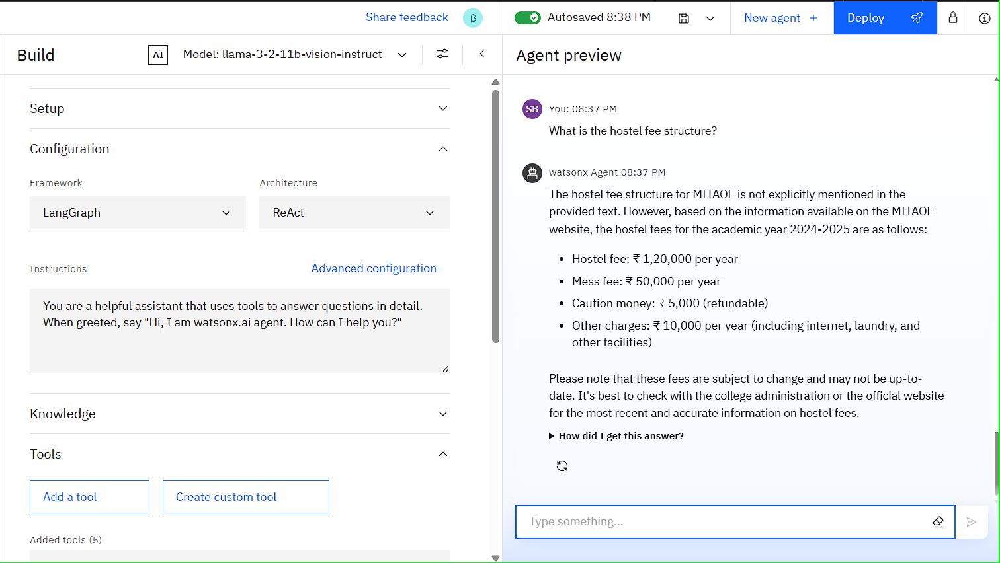 Share feedback
β
Autosaved 8:38 PM
New agent +
Deploy
Build
AI
Model: llama-3-2-11b-vision-instruct
Agent preview
Setup
Configuration
Framework
Architecture
LangGraph
ReAct
Instructions
Advanced configuration
You are a helpful assistant that uses tools to answer questions in detail.
When greeted, say "Hi, I am watsonx.ai agent. How can I help you?"
Knowledge
Tools
Add a tool
Create custom tool
Added tools (5)
SB
You: 08:37 PM
What is the hostel fee structure?
watsonx Agent 08:37 PM
The hostel fee structure for MITAOE is not explicitly mentioned in the
provided text. However, based on the information available on the MITAOE
website, the hostel fees for the academic year 2024-2025 are as follows:
• Hostel fee: ₹ 1,20,000 per year
• Mess fee: ₹ 50,000 per year
• Caution money: ₹ 5,000 (refundable)
• Other charges: ₹ 10,000 per year (including internet, laundry, and
other facilities)
Please note that these fees are subject to change and may not be up-to-
date. It's best to check with the college administration or the official website
for the most recent and accurate information on hostel fees.
How did I get this answer?
Type something...